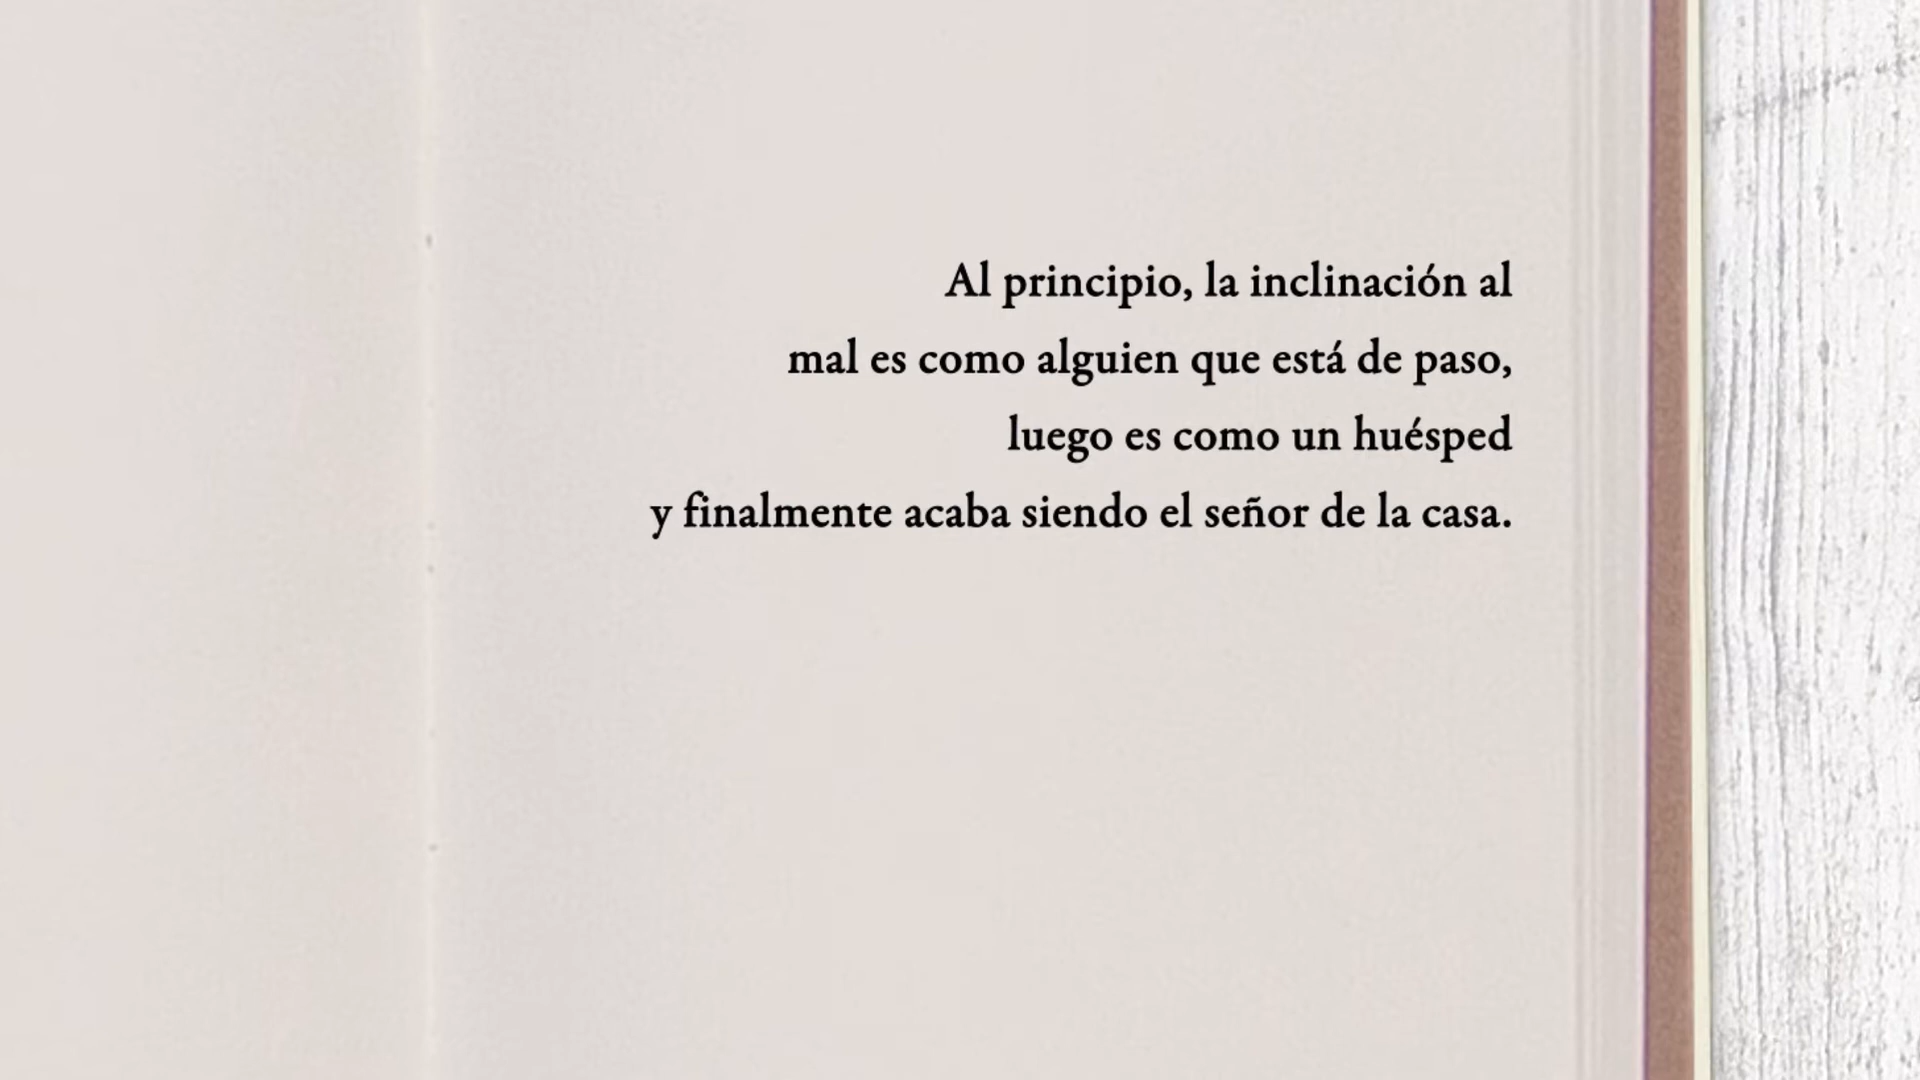 Al principio, la inclinación al
mal es como alguien que está de paso,
luego es como un huésped
y finalmente acaba siendo el señor de la casa.